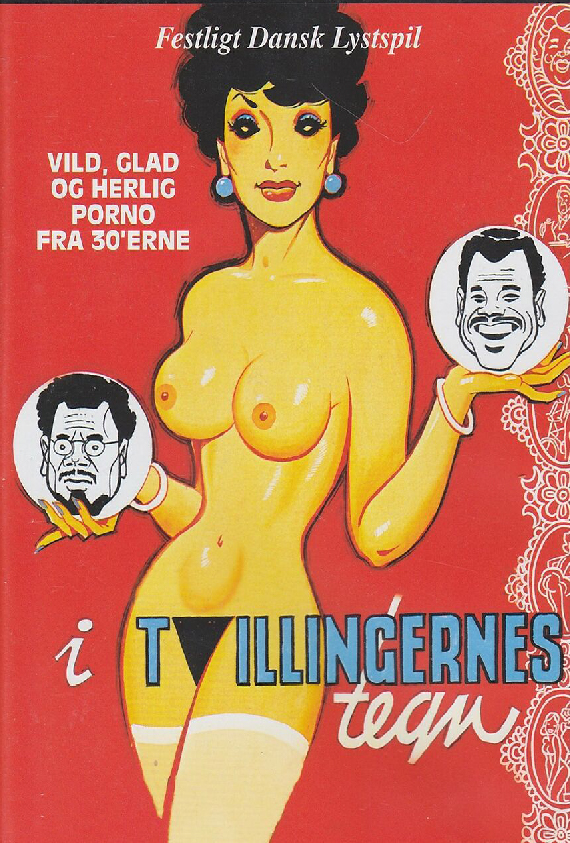 Festligt Dansk Lystspil
VILD, GLAD
OG HERLIG
PORNO
FRA 30'ERNE
i TVILLINGERNES
tegn